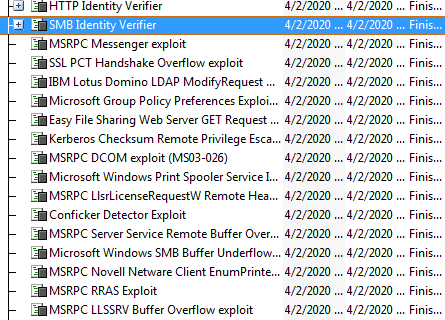 HTTP Identity Verifier 4/2/2020 ... 4/2/2020 ... Finis...
SMB Identity Verifier 4/2/2020 ... 4/2/2020 ... Finis...
MSRPC Messenger exploit 4/2/2020 ... 4/2/2020 ... Finis...
SSL PCT Handshake Overflow exploit 4/2/2020 ... 4/2/2020 ... Finis...
IBM Lotus Domino LDAP ModifyRequest ... 4/2/2020 ... 4/2/2020 ... Finis...
Microsoft Group Policy Preferences Exploi... 4/2/2020 ... 4/2/2020 ... Finis...
Easy File Sharing Web Server GET Request ... 4/2/2020 ... 4/2/2020 ... Finis...
Kerberos Checksum Remote Privilege Esca... 4/2/2020 ... 4/2/2020 ... Finis...
MSRPC DCOM exploit (MS03-026) 4/2/2020 ... 4/2/2020 ... Finis...
Microsoft Windows Print Spooler Service I... 4/2/2020 ... 4/2/2020 ... Finis...
MSRPC LlsrLicenseRequestW Remote Hea... 4/2/2020 ... 4/2/2020 ... Finis...
Conficker Detector Exploit 4/2/2020 ... 4/2/2020 ... Finis...
MSRPC Server Service Remote Buffer Over... 4/2/2020 ... 4/2/2020 ... Finis...
Microsoft Windows SMB Buffer Underflow... 4/2/2020 ... 4/2/2020 ... Finis...
MSRPC Novell Netware Client EnumPrinte... 4/2/2020 ... 4/2/2020 ... Finis...
MSRPC RRAS Exploit 4/2/2020 ... 4/2/2020 ... Finis...
MSRPC LLSSRV Buffer Overflow exploit 4/2/2020 ... 4/2/2020 ... Finis...